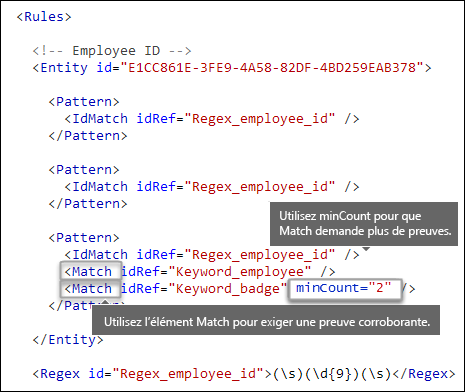 <Rules>
<!-- Employee ID -->
<Entity id="E1CC861E-3FE9-4A58-82DF-4BD259EAB378">
<Pattern>
<IdMatch idRef="Regex_employee_id" />
</Pattern>
<Pattern>
<IdMatch idRef="Regex_employee_id" />
</Pattern>
Utilisez minCount pour que
Match demande plus de preuves.
<Pattern>
<IdMatch idRef="Regex_employee_id" />
<Match idRef="Keyword_employee" />
<Match idRef="Keyword_badge" minCount="2" />
</Pa
Utilisez l'élément Match pour exiger une preuve corroborante.
</Entity>
<Regex id="Regex_employee_id">(\s)(\d{9})(\s)</Regex>